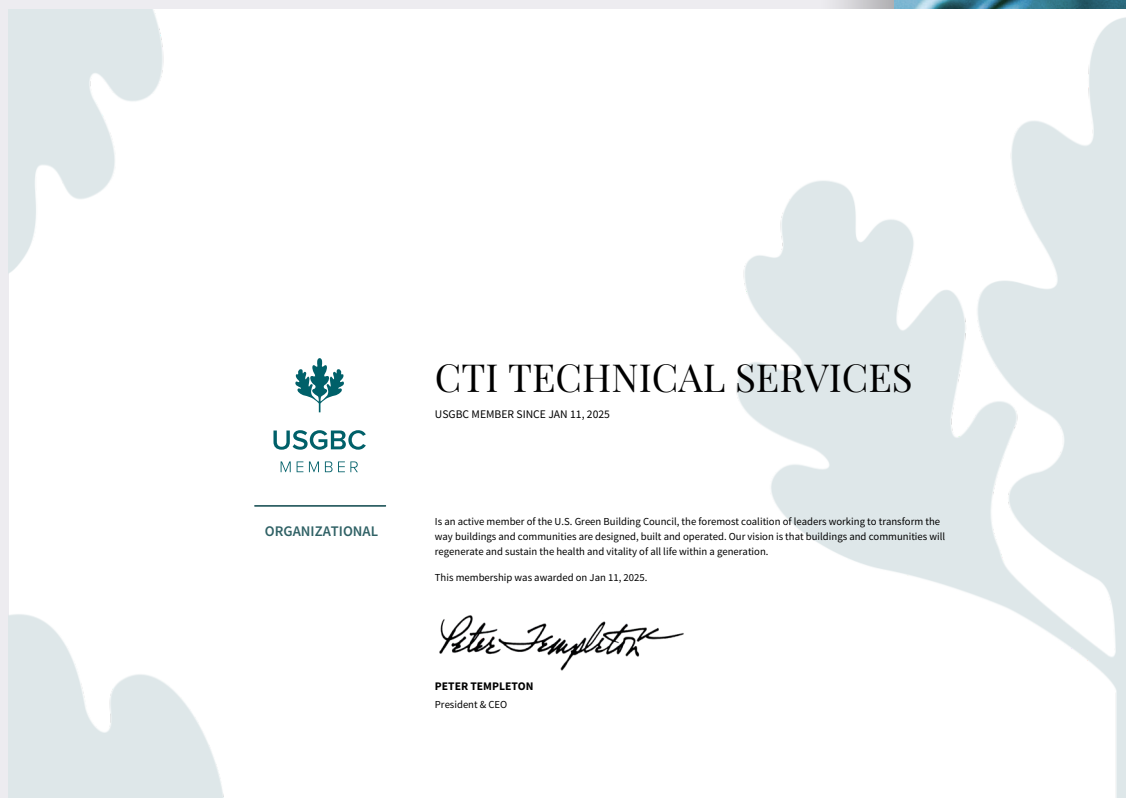 CTI TECHNICAL SERVICES
USGBC MEMBER SINCE JAN 11, 2025
USGBC
MEMBER
ORGANIZATIONAL
Is an active member of the U.S. Green Building Council, the foremost coalition of leaders working to transform the
way buildings and communities are designed, built and operated. Our vision is that buildings and communities will
regenerate and sustain the health and vitality of all life within a generation.
This membership was awarded on Jan 11, 2025.
Peter Templeton
PETER TEMPLETON
President & CEO